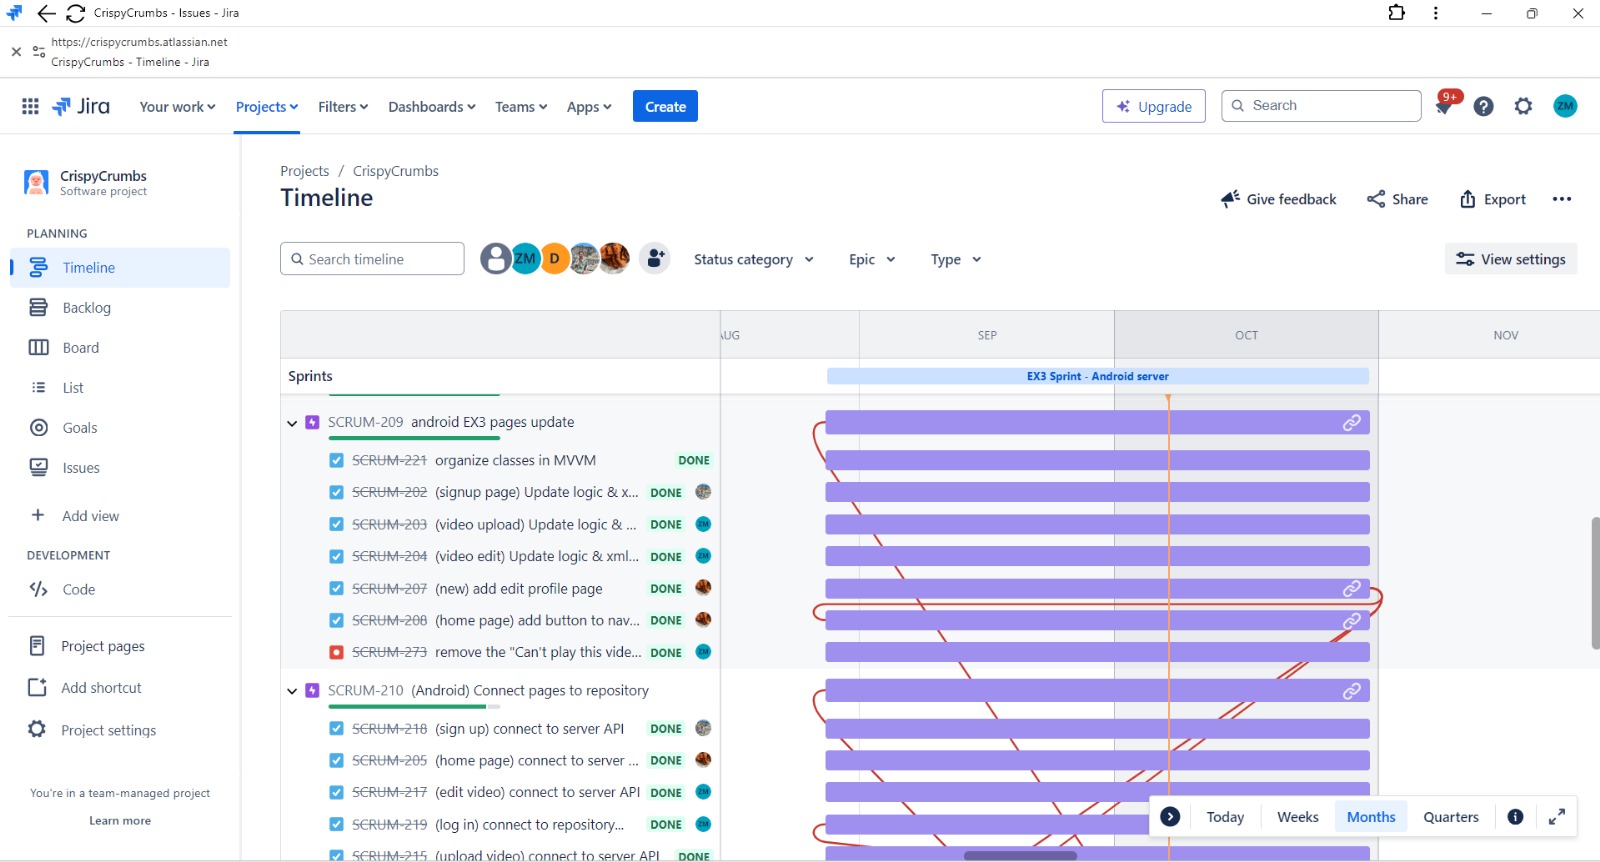 CrispyCrumbs - Issues - Jira
https://crispycrumbs.atlassian.net
CrispyCrumbs - Timeline - Jira
Jira
Your work
Projects
Filters
Dashboards
Teams
Apps
Create
Upgrade
Search
9+
ZM
CrispyCrumbs
Software project
PLANNING
Timeline
Backlog
Board
List
Goals
Issues
Add view
DEVELOPMENT
Code
Project pages
Add shortcut
Project settings
You're in a team-managed project
Learn more
Projects / CrispyCrumbs
Timeline
Give feedback
Share
Export
Search timeline
ZM
D
Status category
Epic
Type
View settings
AUG
SEP
OCT
NOV
Sprints
EX3 Sprint - Android server
SCRUM-209 android EX3 pages update
SCRUM-221 organize classes in MVVM DONE
SCRUM-202 (signup page) Update logic & x... DONE
SCRUM-203 (video upload) Update logic & ... DONE ZM
SCRUM-204 (video edit) Update logic & xml... DONE ZM
SCRUM-207 (new) add edit profile page DONE
SCRUM-208 (home page) add button to nav... DONE
SCRUM-273 remove the "Can't play this vide... DONE ZM
SCRUM-210 (Android) Connect pages to repository
SCRUM-218 (sign up) connect to server API DONE
SCRUM-205 (home page) connect to server ... DONE
SCRUM-217 (edit video) connect to server API DONE ZM
SCRUM-219 (log in) connect to repository... DONE ZM
SCRUM-215 (upload video) connect to server API DONE
Today
Weeks
Months
Quarters